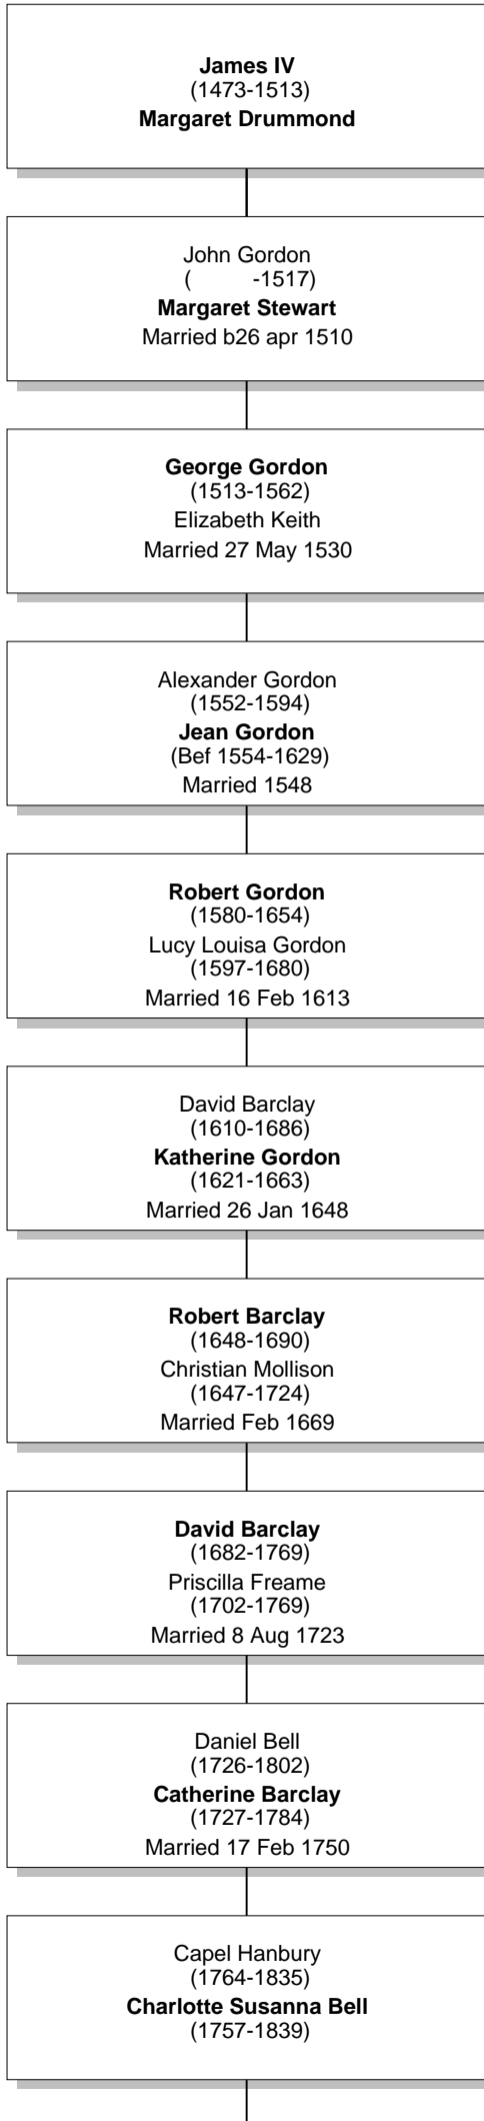 James IV
(1473-1513)
Margaret Drummond
John Gordon
( -1517)
Margaret Stewart
Married b26 apr 1510
George Gordon
(1513-1562)
Elizabeth Keith
Married 27 May 1530
Alexander Gordon
(1552-1594)
Jean Gordon
(Bef 1554-1629)
Married 1548
Robert Gordon
(1580-1654)
Lucy Louisa Gordon
(1597-1680)
Married 16 Feb 1613
David Barclay
(1610-1686)
Katherine Gordon
(1621-1663)
Married 26 Jan 1648
Robert Barclay
(1648-1690)
Christian Mollison
(1647-1724)
Married Feb 1669
David Barclay
(1682-1769)
Priscilla Freame
(1702-1769)
Married 8 Aug 1723
Daniel Bell
(1726-1802)
Catherine Barclay
(1727-1784)
Married 17 Feb 1750
Capel Hanbury
(1764-1835)
Charlotte Susanna Bell
(1757-1839)